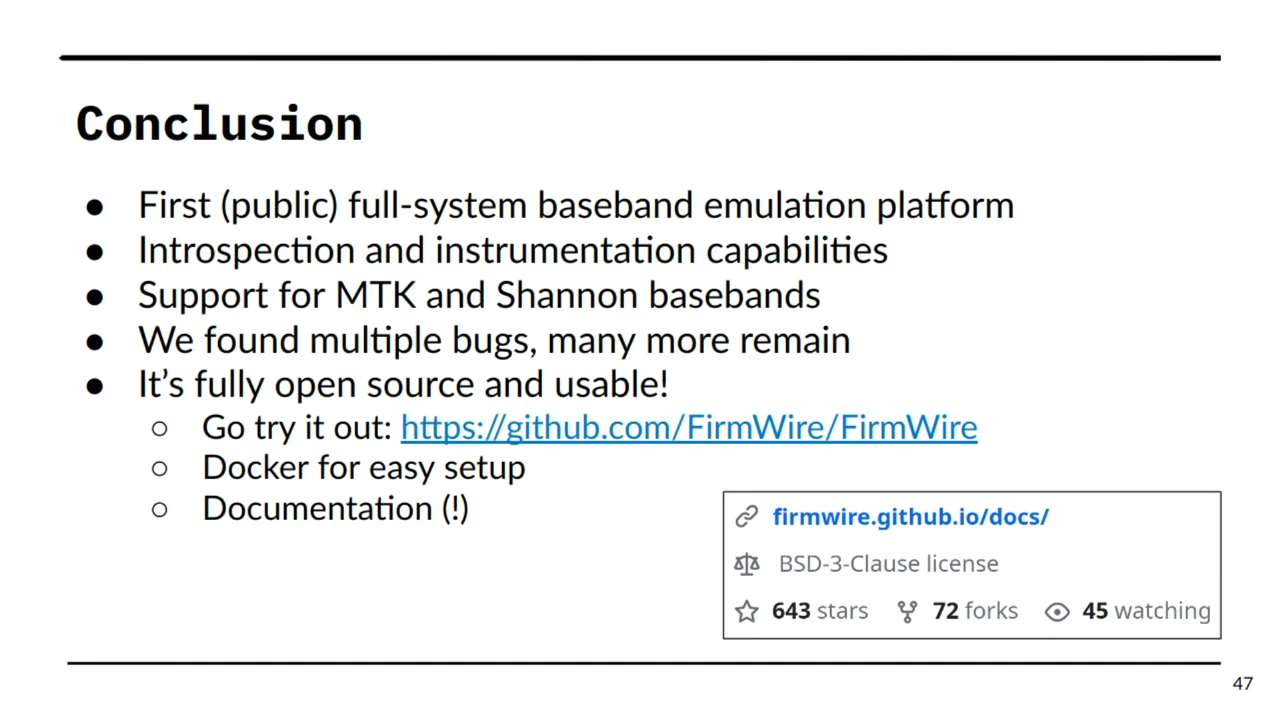 Conclusion
● First (public) full-system baseband emulation platform
● Introspection and instrumentation capabilities
● Support for MTK and Shannon basebands
● We found multiple bugs, many more remain
● It's fully open source and usable!
○ Go try it out: https://github.com/FirmWire/FirmWire
○ Docker for easy setup
○ Documentation (!)
firmwire.github.io/docs/
BSD-3-Clause license
643 stars 72 forks 45 watching
47